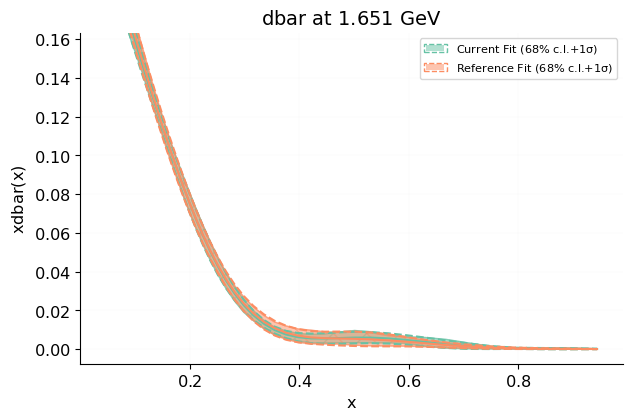 dbar at 1.651 GeV
Current Fit (68% c.l.+1σ)
Reference Fit (68% c.l.+1σ)
xdbar(x)
0.16
0.14
0.12
0.10
0.08
0.06
0.04
0.02
0.00
0.2 0.4 0.6 0.8
x